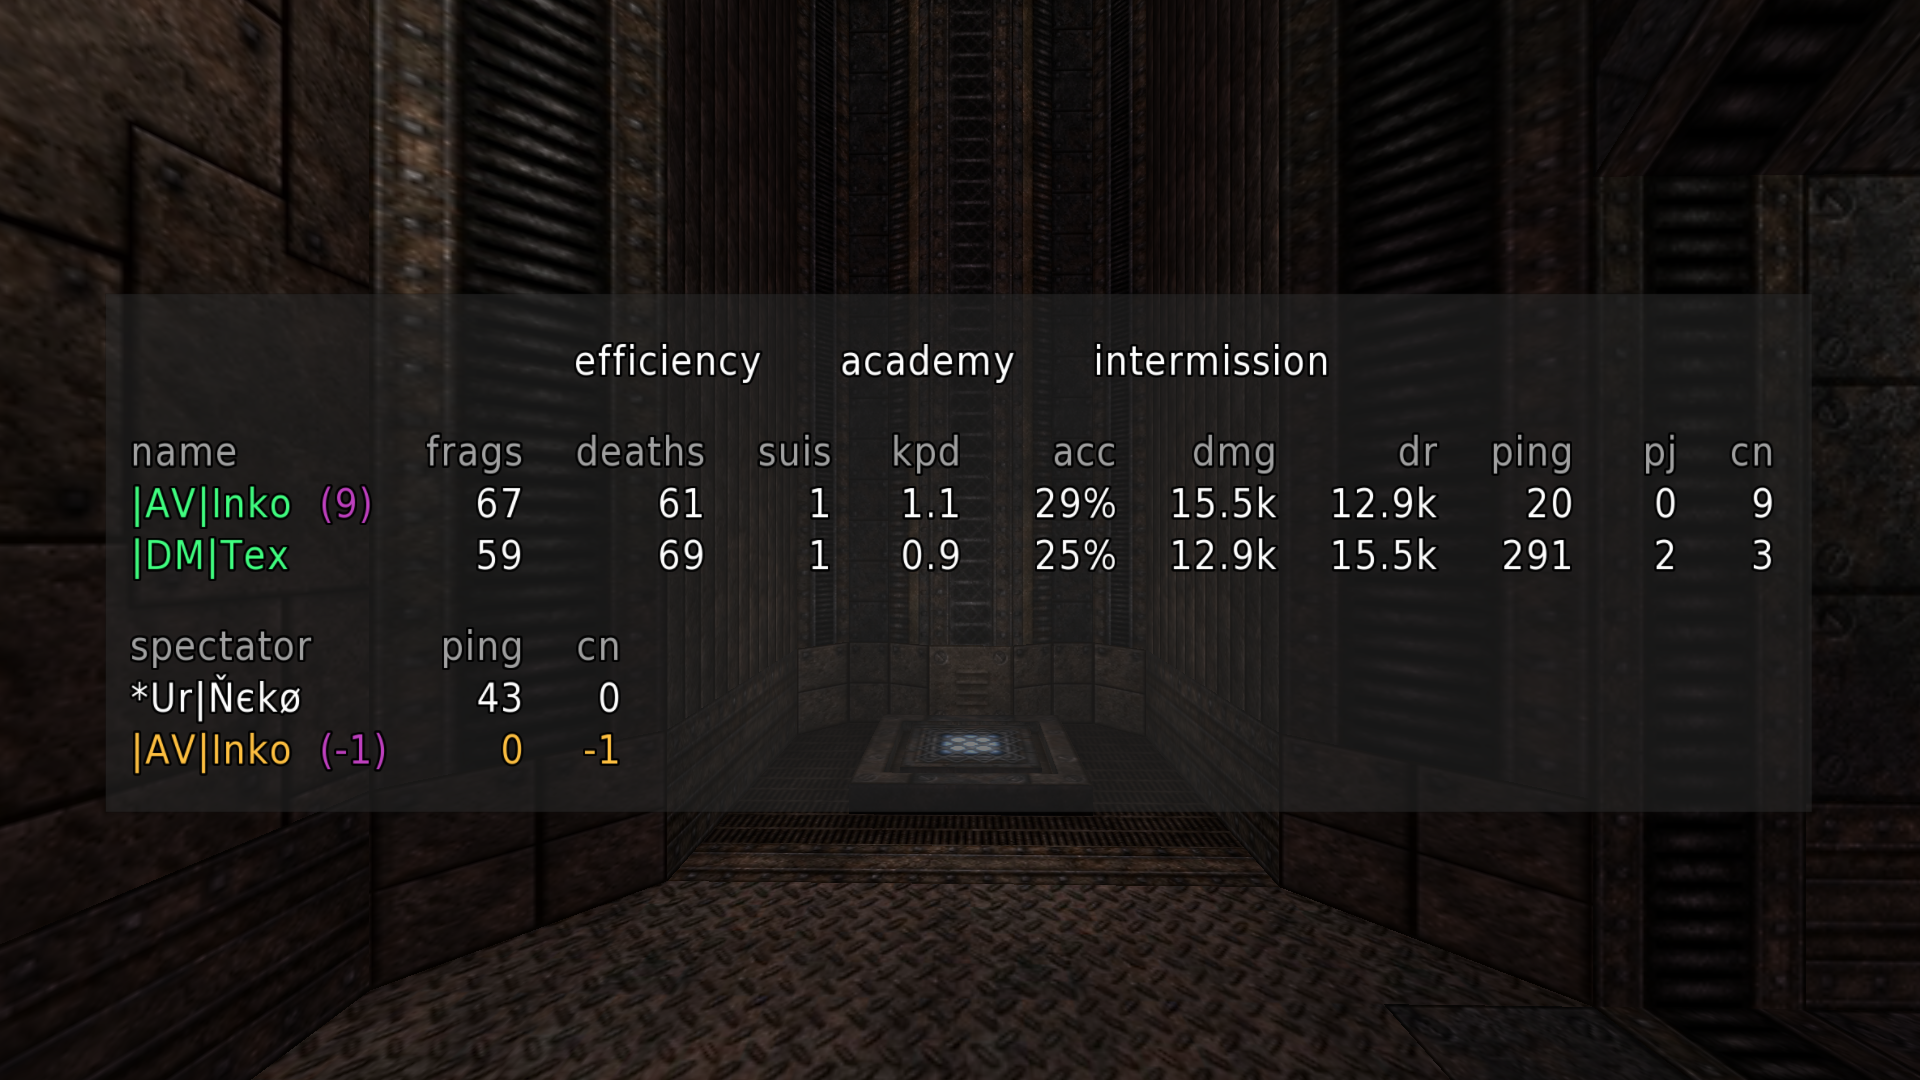 efficiency academy intermission
name frags deaths suis kpd acc dmg dr ping pj cn
|AV|Inko (9) 67 61 1 1.1 29% 15.5k 12.9k 20 0 9
|DM|Tex 59 69 1 0.9 25% 12.9k 15.5k 291 2 3
spectator ping cn
*Ur|Ňєkø 43 0
|AV|Inko (-1) 0 -1